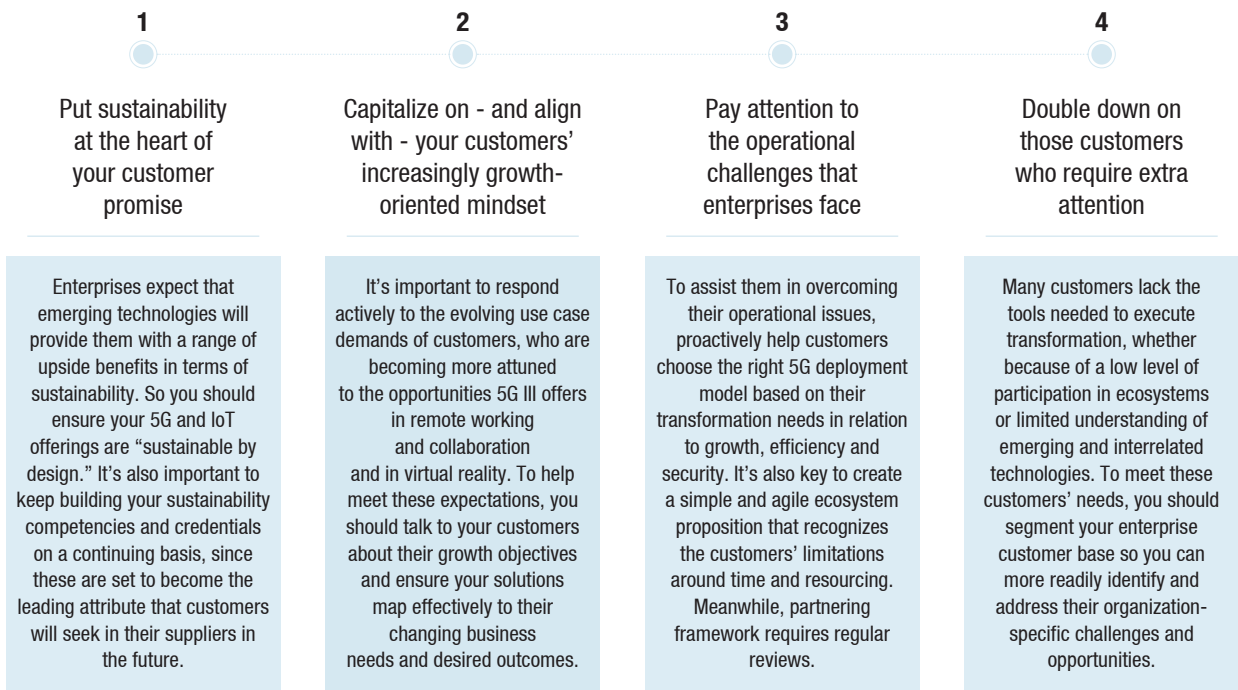 1
Put sustainability
at the heart of
your customer
promise
Enterprises expect that
emerging technologies will
provide them with a range of
upside benefits in terms of
sustainability. So you should
ensure your 5G and IoT
offerings are “sustainable by
design.” It’s also important to
keep building your sustainability
competencies and credentials
on a continuing basis, since
these are set to become the
leading attribute that customers
will seek in their suppliers in
the future.
2
Capitalize on - and align
with - your customers’
increasingly growth-
oriented mindset
It’s important to respond
actively to the evolving use case
demands of customers, who are
becoming more attuned
to the opportunities 5G III offers
in remote working
and collaboration
and in virtual reality. To help
meet these expectations, you
should talk to your customers
about their growth objectives
and ensure your solutions
map effectively to their
changing business
needs and desired outcomes.
3
Pay attention to
the operational
challenges that
enterprises face
To assist them in overcoming
their operational issues,
proactively help customers
choose the right 5G deployment
model based on their
transformation needs in relation
to growth, efficiency and
security. It’s also key to create
a simple and agile ecosystem
proposition that recognizes
the customers’ limitations
around time and resourcing.
Meanwhile, partnering
framework requires regular
reviews.
4
Double down on
those customers
who require extra
attention
Many customers lack the
tools needed to execute
transformation, whether
because of a low level of
participation in ecosystems
or limited understanding of
emerging and interrelated
technologies. To meet these
customers’ needs, you should
segment your enterprise
customer base so you can
more readily identify and
address their organization-
specific challenges and
opportunities.